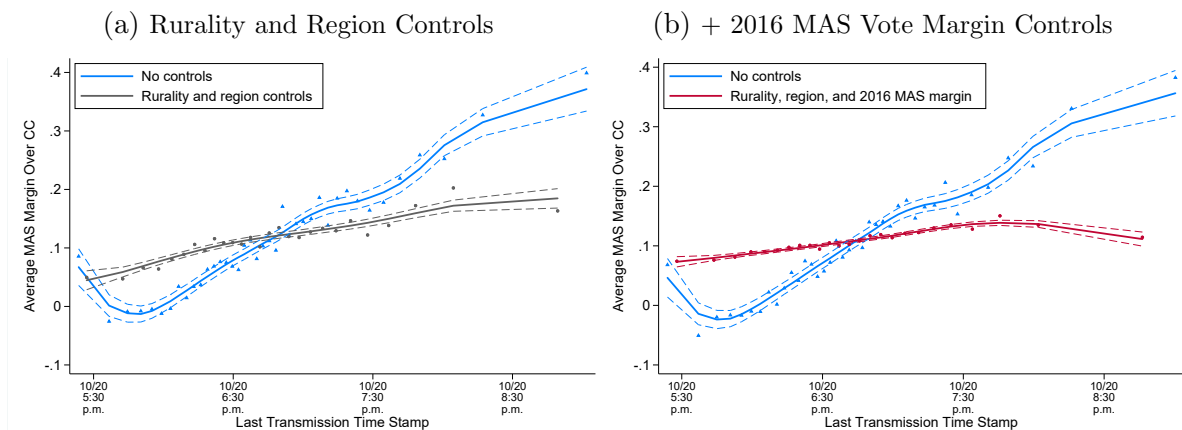 (a) Rurality and Region Controls
No controls
Rurality and region controls
Average MAS Margin Over CC
.4
.3
.2
.1
0
-.1
10/20
5:30
p.m.
10/20
6:30
p.m.
10/20
7:30
p.m.
10/20
8:30
p.m.
Last Transmission Time Stamp
(b) + 2016 MAS Vote Margin Controls
No controls
Rurality, region, and 2016 MAS margin
Average MAS Margin Over CC
.4
.3
.2
.1
0
-.1
10/20
5:30
p.m.
10/20
6:30
p.m.
10/20
7:30
p.m.
10/20
8:30
p.m.
Last Transmission Time Stamp